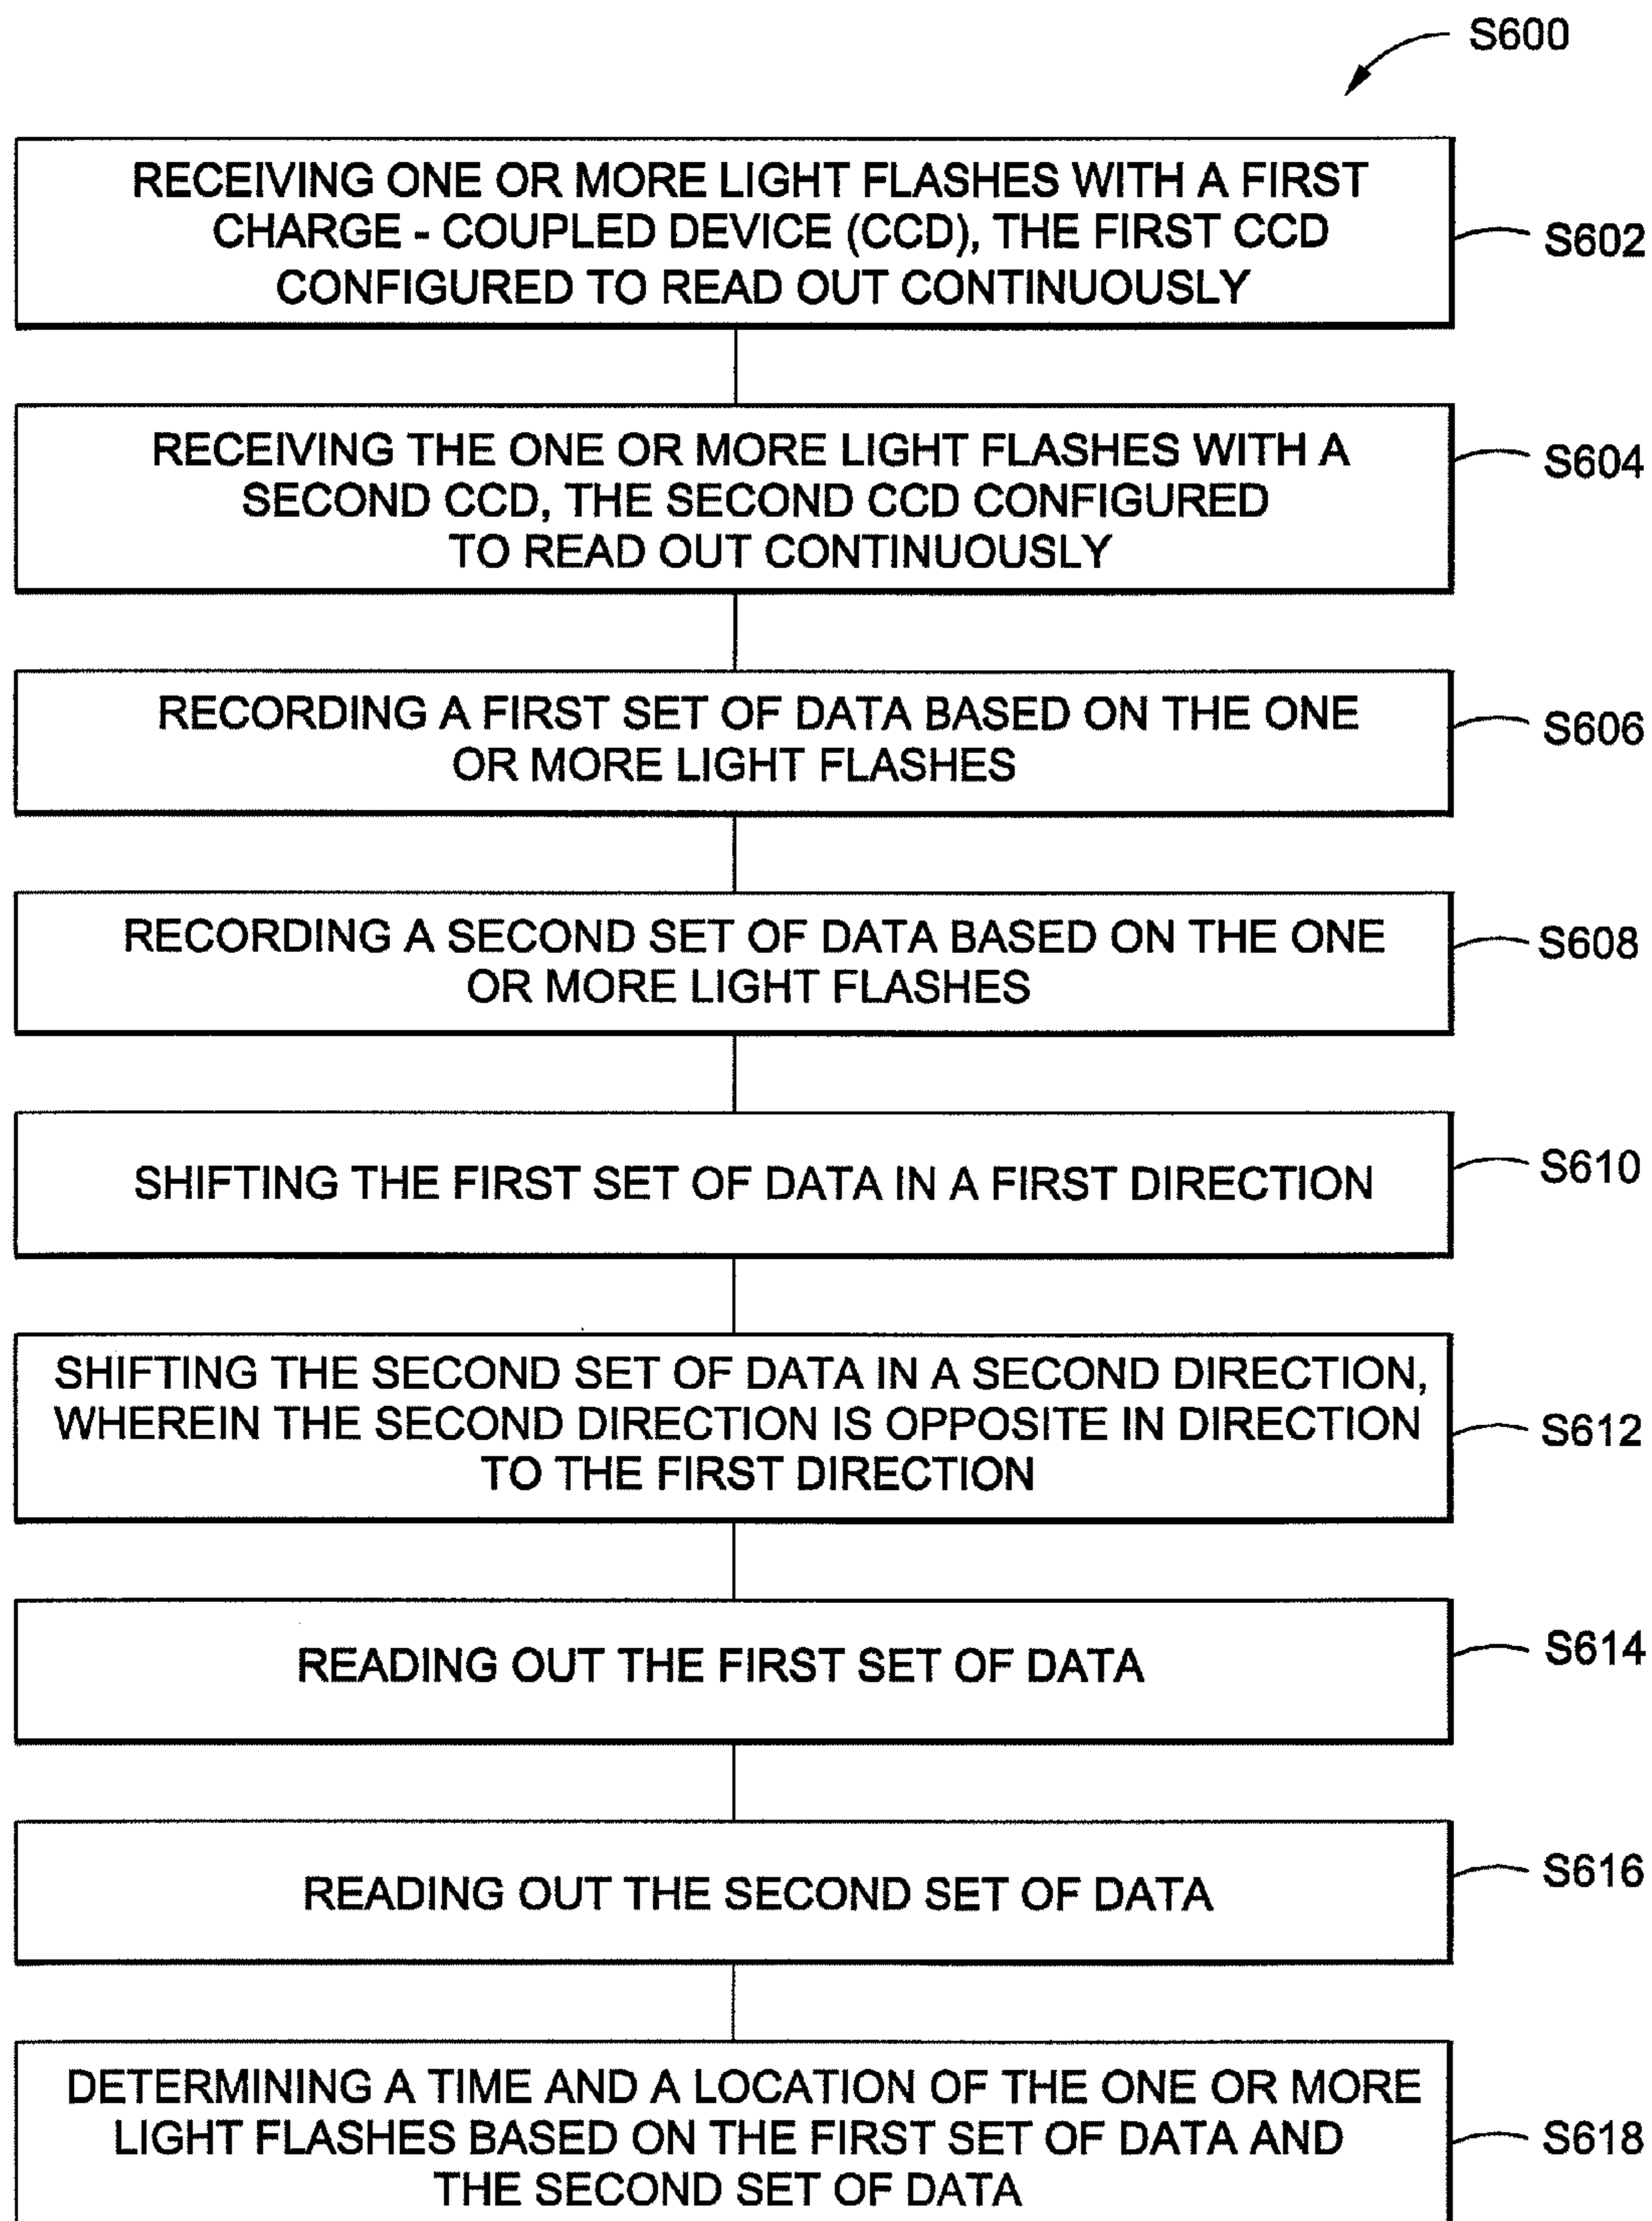 S600
RECEIVING ONE OR MORE LIGHT FLASHES WITH A FIRST
CHARGE - COUPLED DEVICE (CCD), THE FIRST CCD
CONFIGURED TO READ OUT CONTINUOUSLY
S602
RECEIVING THE ONE OR MORE LIGHT FLASHES WITH A
SECOND CCD, THE SECOND CCD CONFIGURED
TO READ OUT CONTINUOUSLY
S604
RECORDING A FIRST SET OF DATA BASED ON THE ONE
OR MORE LIGHT FLASHES
S606
RECORDING A SECOND SET OF DATA BASED ON THE ONE
OR MORE LIGHT FLASHES
S608
SHIFTING THE FIRST SET OF DATA IN A FIRST DIRECTION
S610
SHIFTING THE SECOND SET OF DATA IN A SECOND DIRECTION,
WHEREIN THE SECOND DIRECTION IS OPPOSITE IN DIRECTION
TO THE FIRST DIRECTION
S612
READING OUT THE FIRST SET OF DATA
S614
READING OUT THE SECOND SET OF DATA
S616
DETERMINING A TIME AND A LOCATION OF THE ONE OR MORE
LIGHT FLASHES BASED ON THE FIRST SET OF DATA AND
THE SECOND SET OF DATA
S618